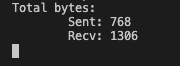 Total bytes:
Sent: 768
Recv: 1306